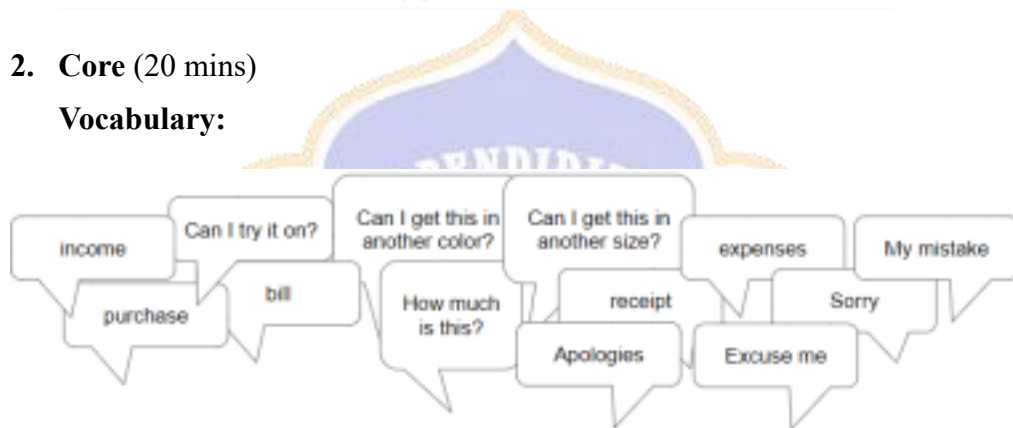 2. Core (20 mins)
Vocabulary:
income
Can I try it on?
Can I get this in
another color?
Can I get this in
another size?
expenses
My mistake
purchase
bill
How much
is this?
receipt
Sorry
Apologies
Excuse me